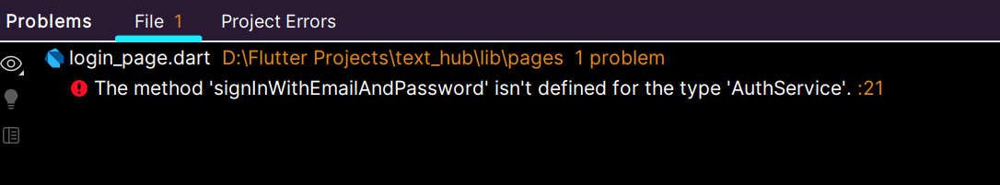 Problems File 1 Project Errors
login_page.dart D:\Flutter Projects\text_hub\lib\pages 1 problem
The method 'signInWithEmailAndPassword' isn't defined for the type 'AuthService'. :21